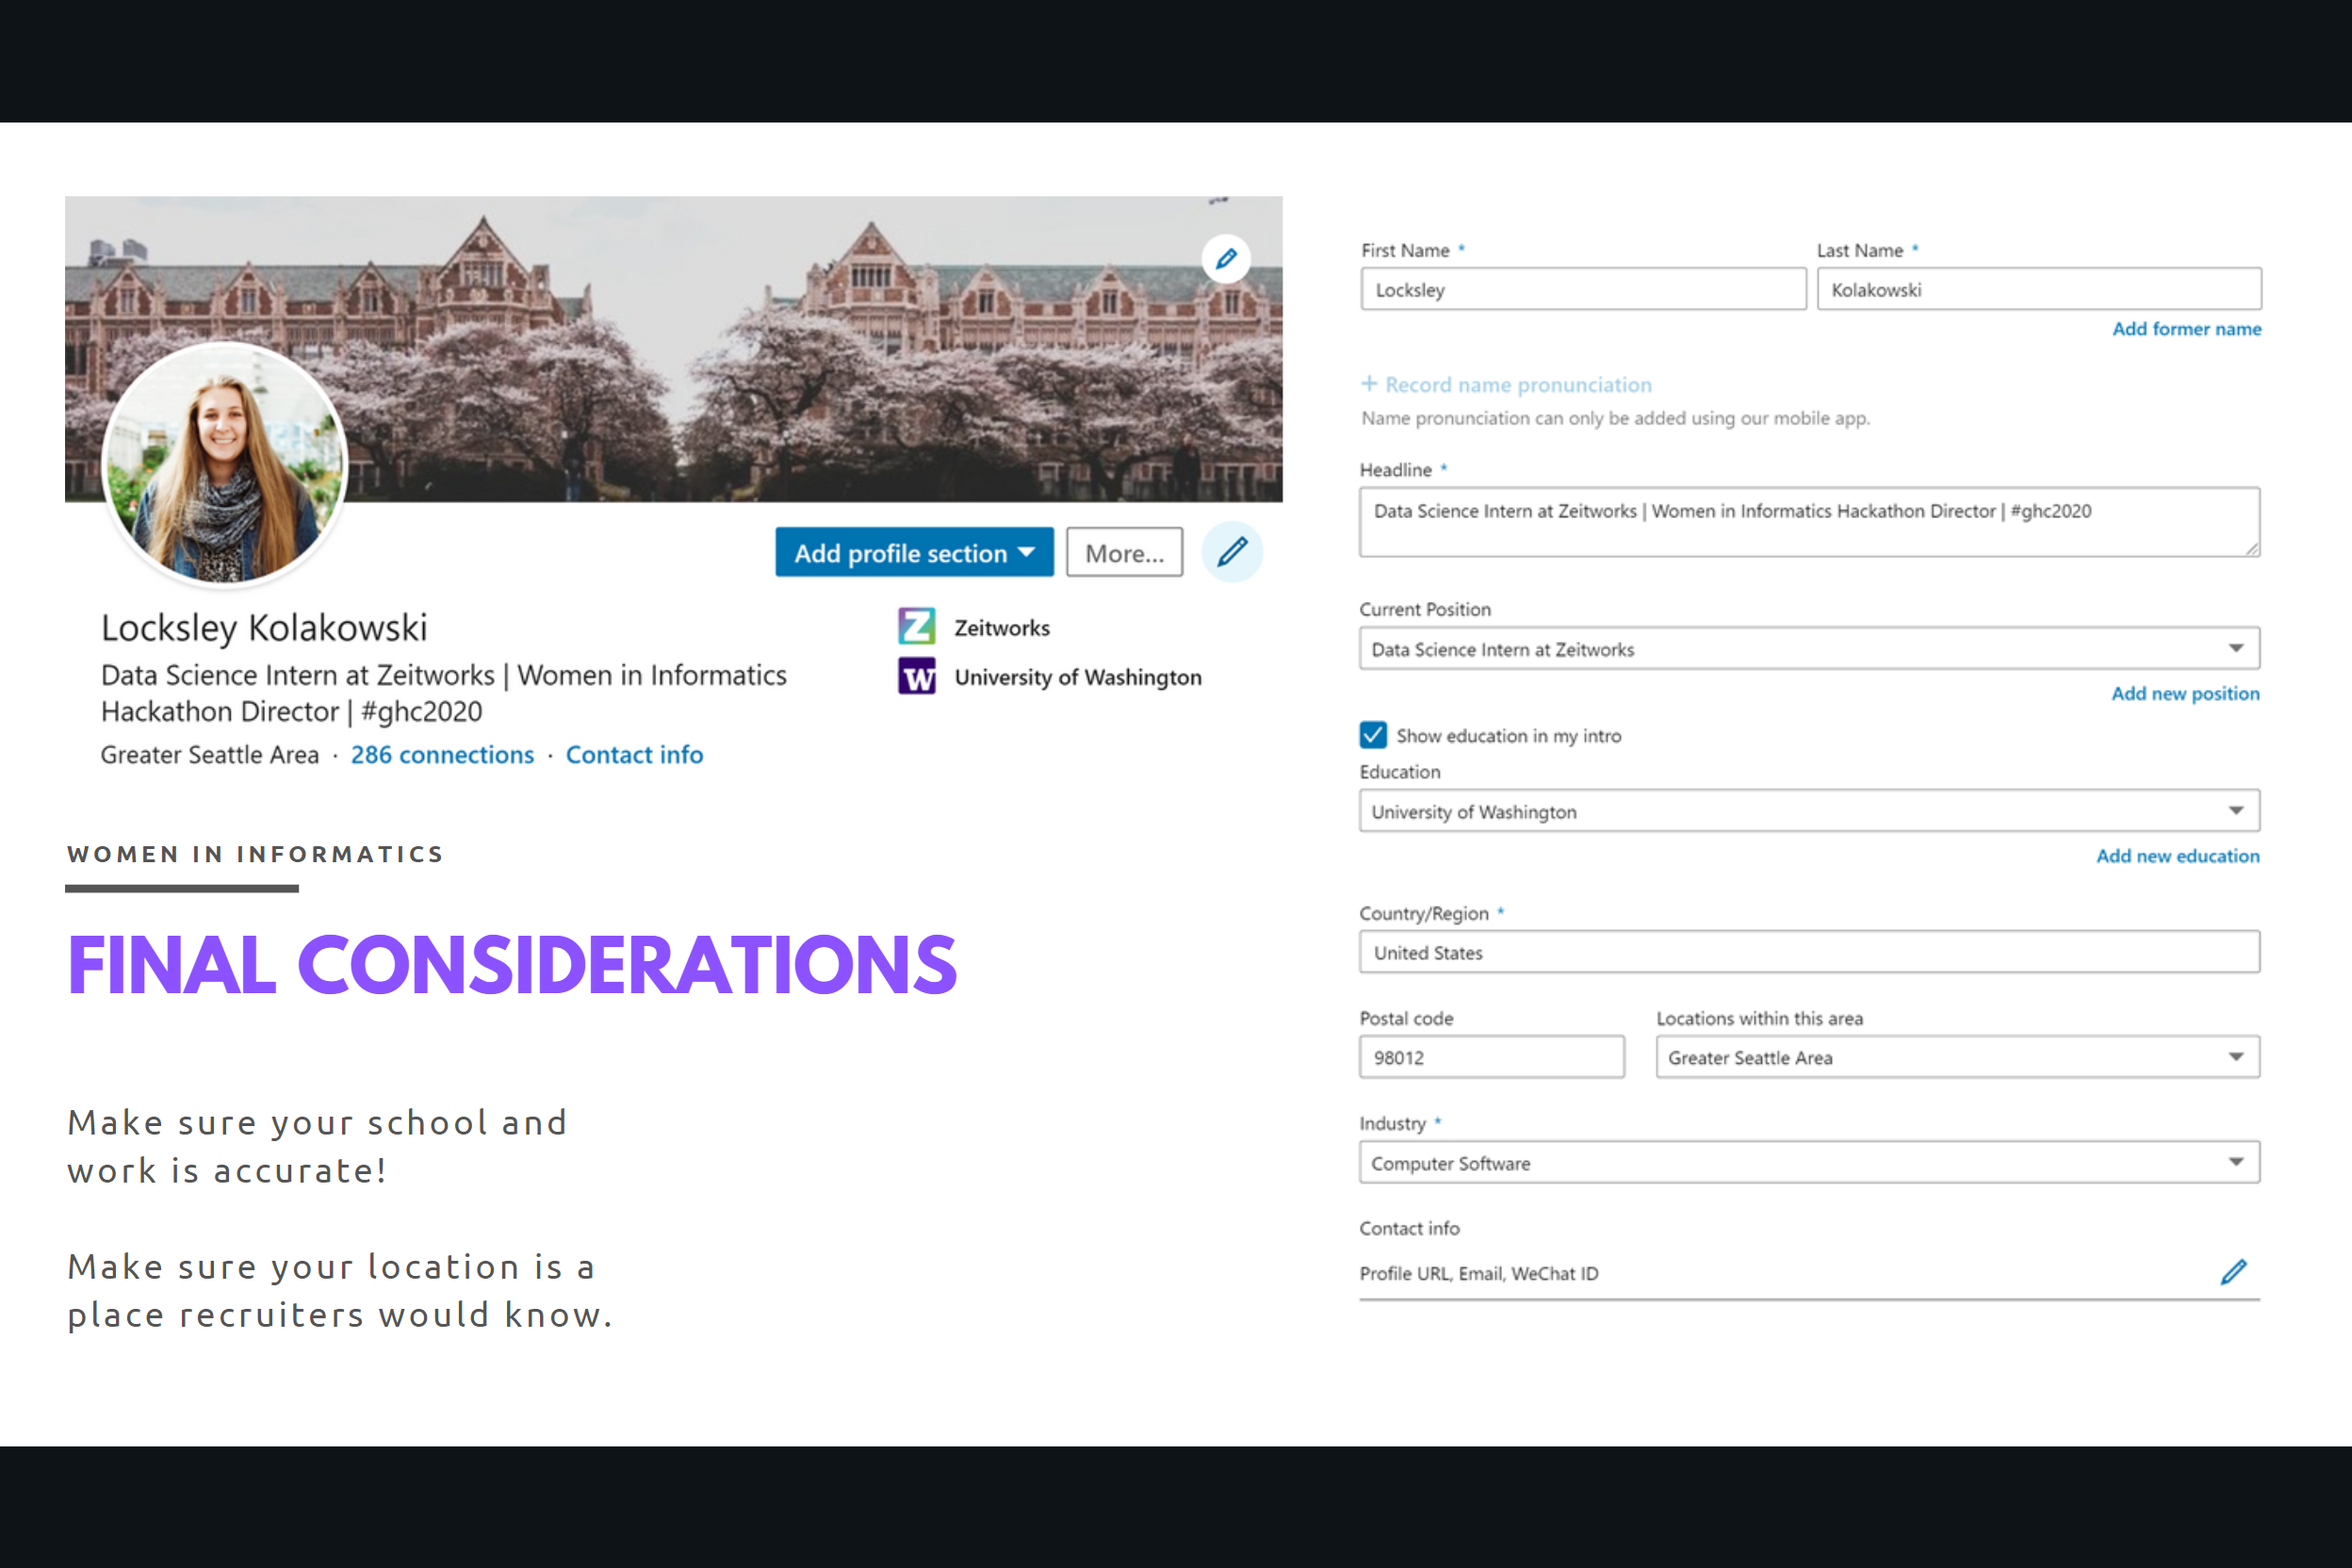 Add profile section
More...
Locksley Kolakowski
Data Science Intern at Zeitworks | Women in Informatics
Hackathon Director | #ghc2020
Greater Seattle Area · 286 connections · Contact info
Z Zeitworks
W University of Washington
WOMEN IN INFORMATICS
FINAL CONSIDERATIONS
Make sure your school and
work is accurate!
Make sure your location is a
place recruiters would know.
First Name *
Last Name *
Locksley
Kolakowski
Add former name
+ Record name pronunciation
Name pronunciation can only be added using our mobile app.
Headline *
Data Science Intern at Zeitworks | Women in Informatics Hackathon Director | #ghc2020
Current Position
Data Science Intern at Zeitworks
Add new position
Show education in my intro
Education
University of Washington
Add new education
Country/Region *
United States
Postal code
Locations within this area
98012
Greater Seattle Area
Industry *
Computer Software
Contact info
Profile URL, Email, WeChat ID